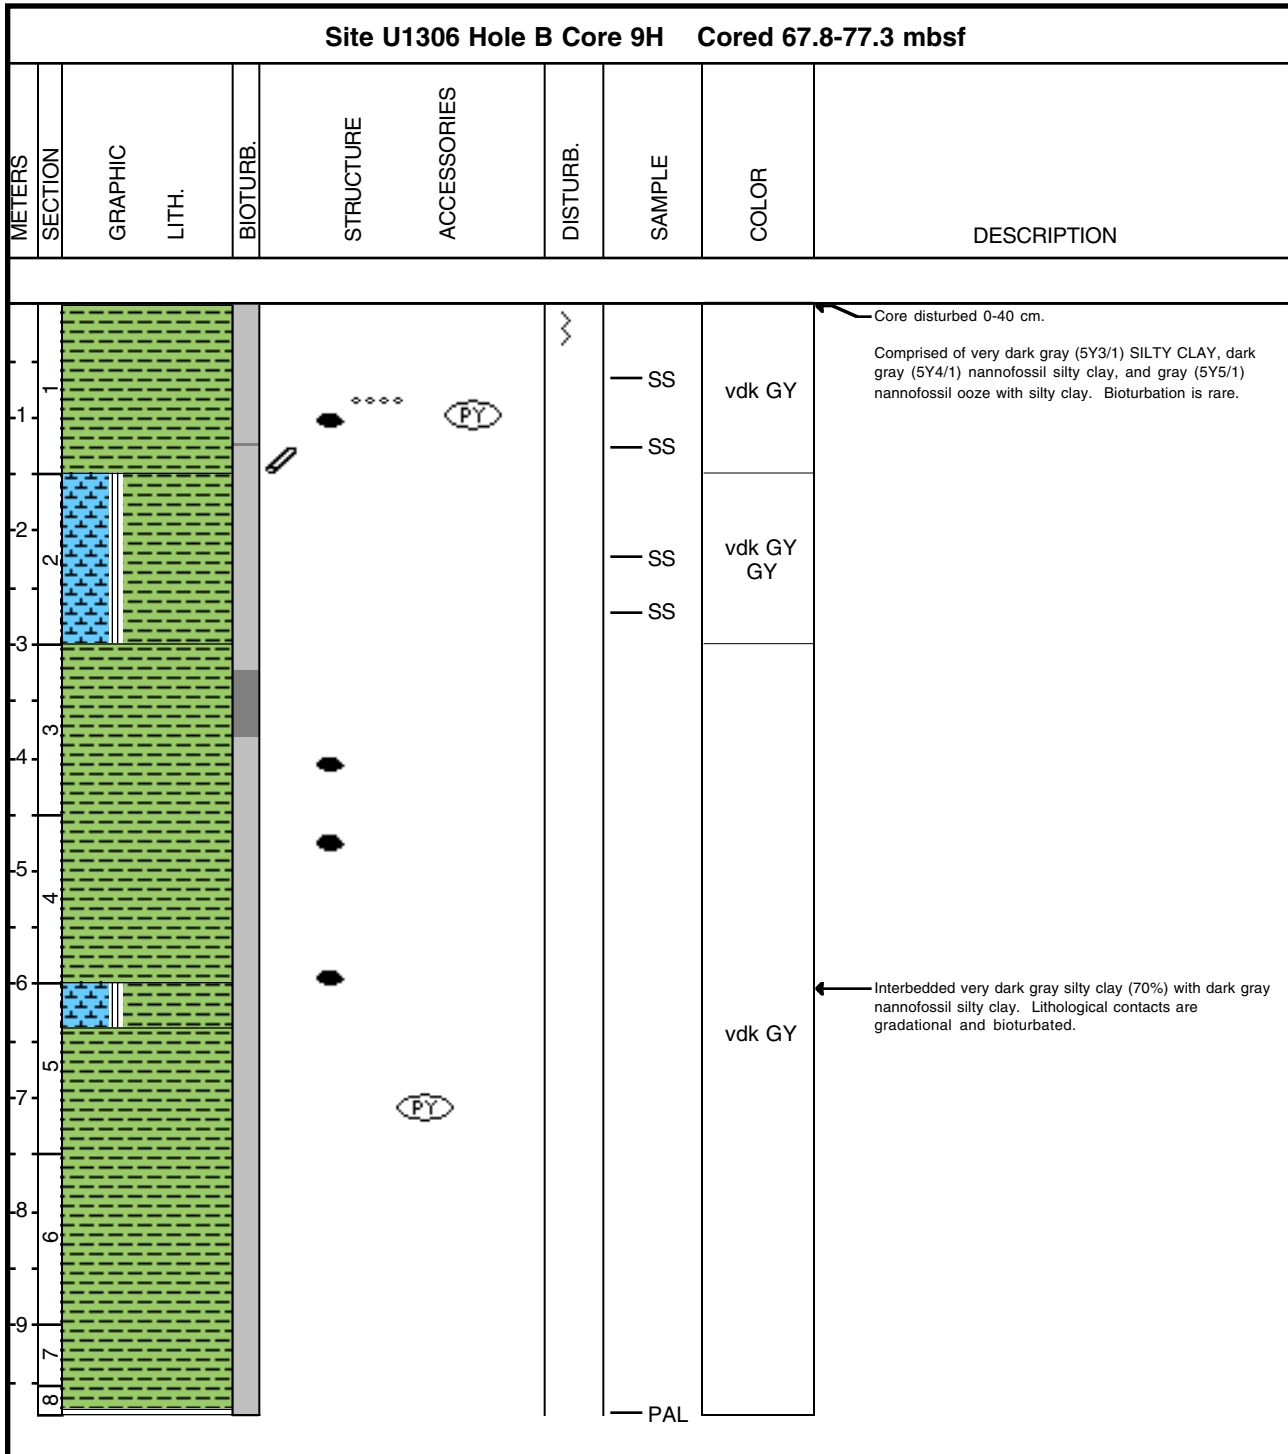 Site U1306 Hole B Core 9H Cored 67.8-77.3 mbsf
METERS
SECTION
GRAPHIC
LITH.
BIOTURB.
STRUCTURE
ACCESSORIES
DISTURB.
SAMPLE
COLOR
DESCRIPTION
Core disturbed 0-40 cm.
Comprised of very dark gray (5Y3/1) SILTY CLAY, dark
gray (5Y4/1) nannofossil silty clay, and gray (5Y5/1)
nannofossil ooze with silty clay. Bioturbation is rare.
1
SS
vdk GY
1
PY
SS
2
2
SS
vdk GY
GY
SS
3
3
4
5
4
6
Interbedded very dark gray silty clay (70%) with dark gray
nannofossil silty clay. Lithological contacts are
gradational and bioturbated.
vdk GY
5
7
PY
8
6
9
7
8
PAL